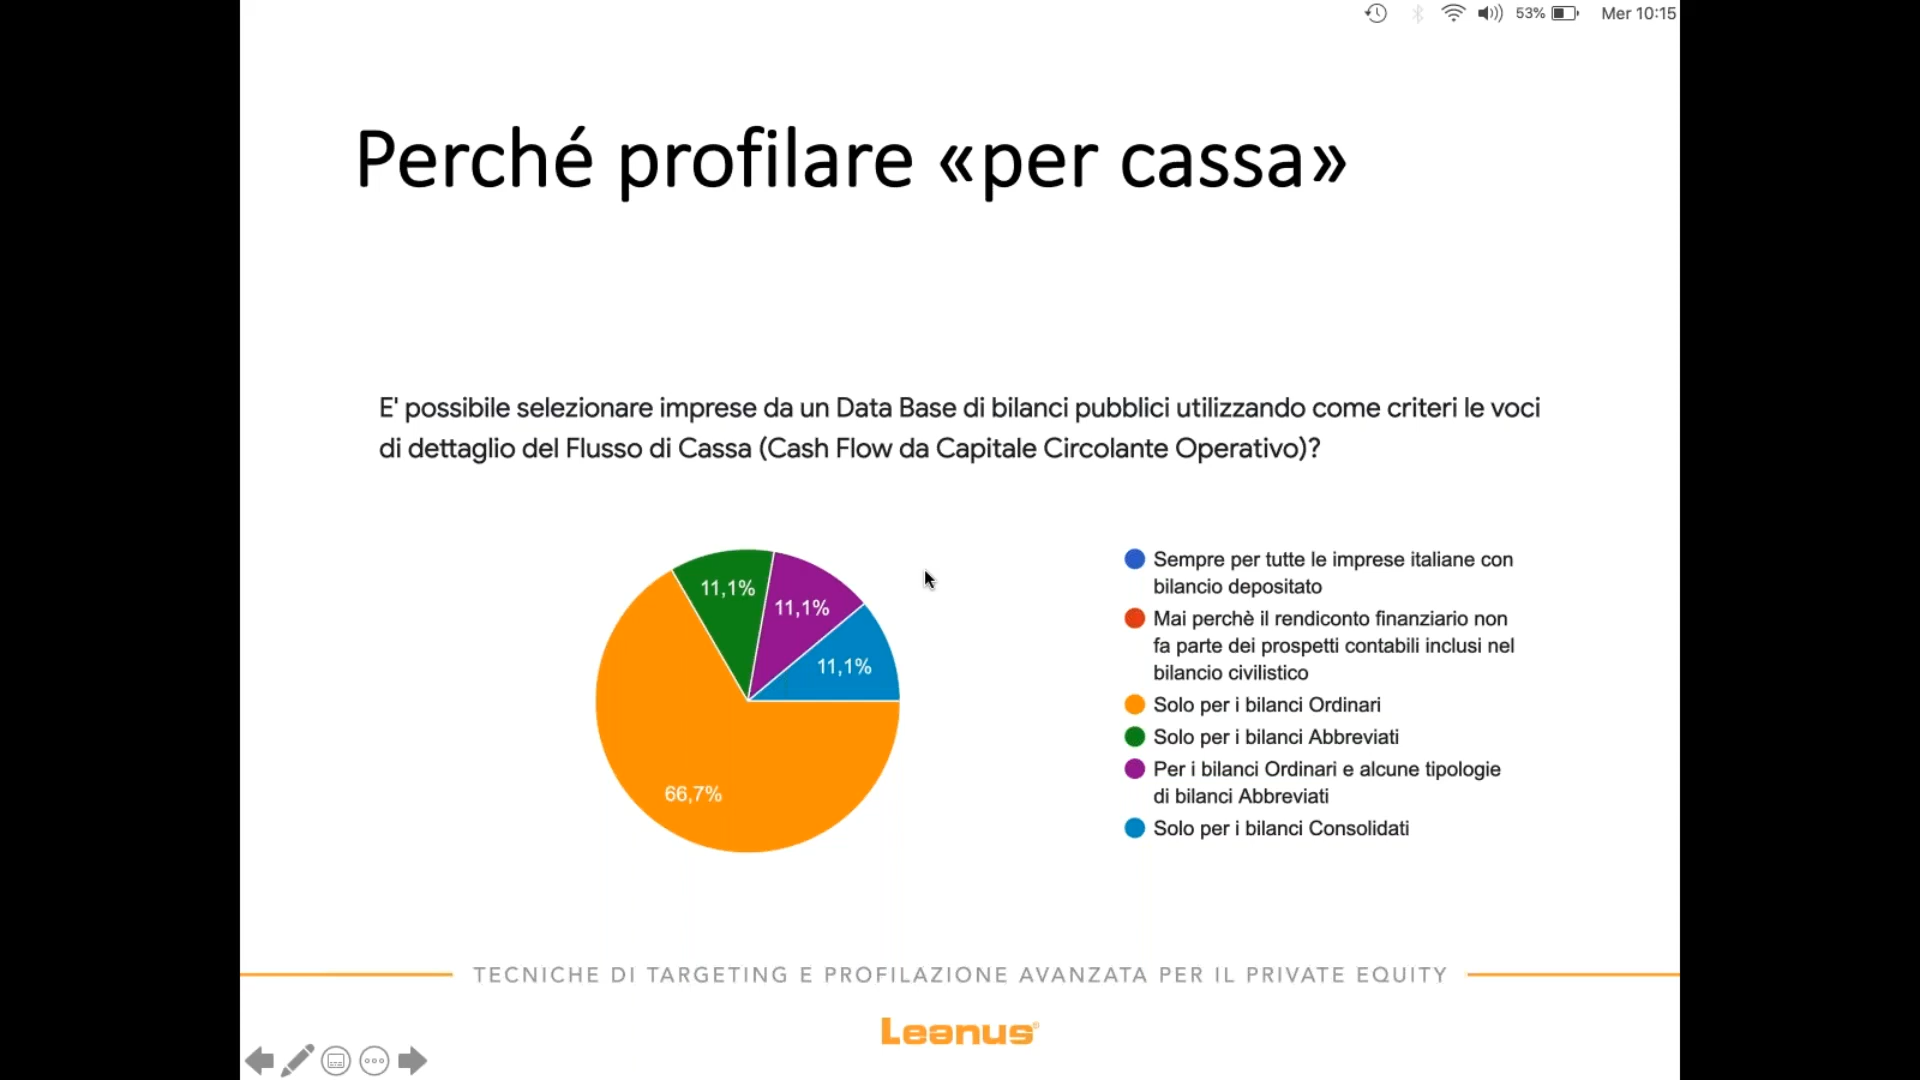 53%
Mer 10:15
Perché profilare «per cassa»
E' possibile selezionare imprese da un Data Base di bilanci pubblici utilizzando come criteri le voci
di dettaglio del Flusso di Cassa (Cash Flow da Capitale Circolante Operativo)?
11,1%
11,1%
11,1%
66,7%
Sempre per tutte le imprese italiane con
bilancio depositato
Mai perchè il rendiconto finanziario non
fa parte dei prospetti contabili inclusi nel
bilancio civilistico
Solo per i bilanci Ordinari
Solo per i bilanci Abbreviati
Per i bilanci Ordinari e alcune tipologie
di bilanci Abbreviati
Solo per i bilanci Consolidati
TECNICHE DI TARGETING E PROFILAZIONE AVANZATA PER IL PRIVATE EQUITY
Leanus®